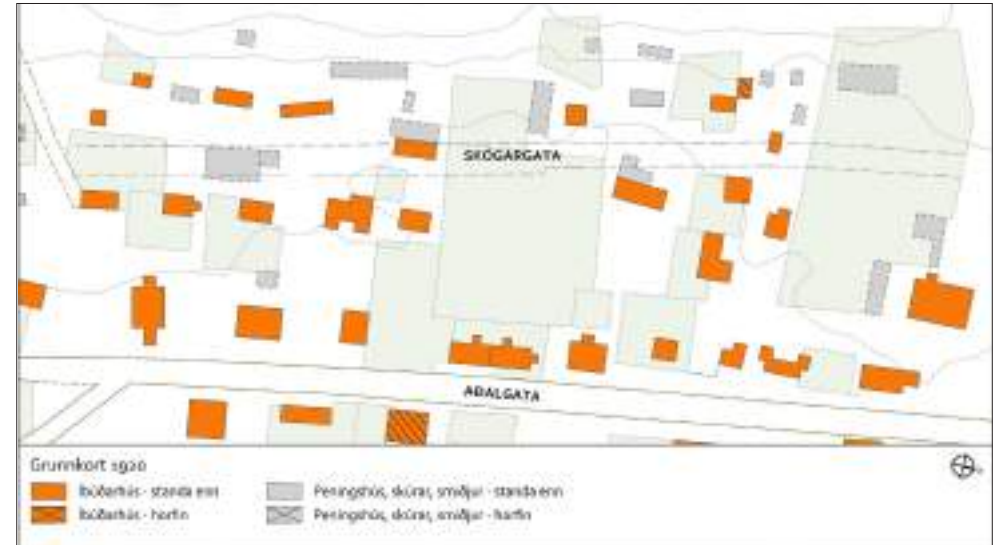 SKÓGARGATA
AÐALGATA
Grunnkort 1920
Íbúðarhús - standa enn
Peningshús, skúrar, smiðjur - standa enn
Íbúðarhús - horfin
Peningshús, skúrar, smiðjur - horfin